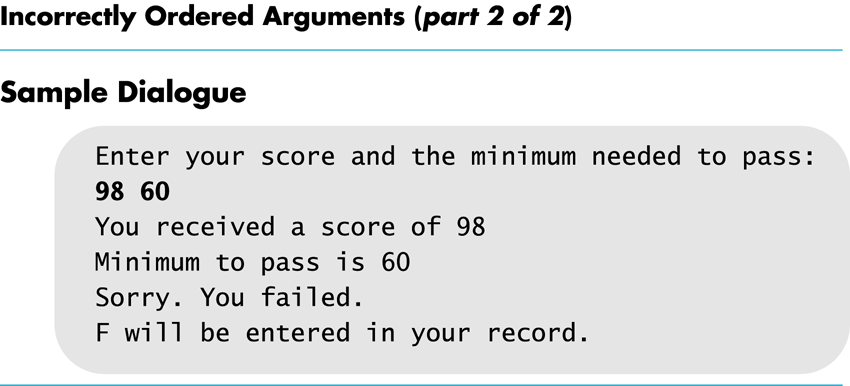 Incorrectly Ordered Arguments (part 2 of 2)
Sample Dialogue
Enter your score and the minimum needed to pass:
98 60
You received a score of 98
Minimum to pass is 60
Sorry. You failed.
F will be entered in your record.